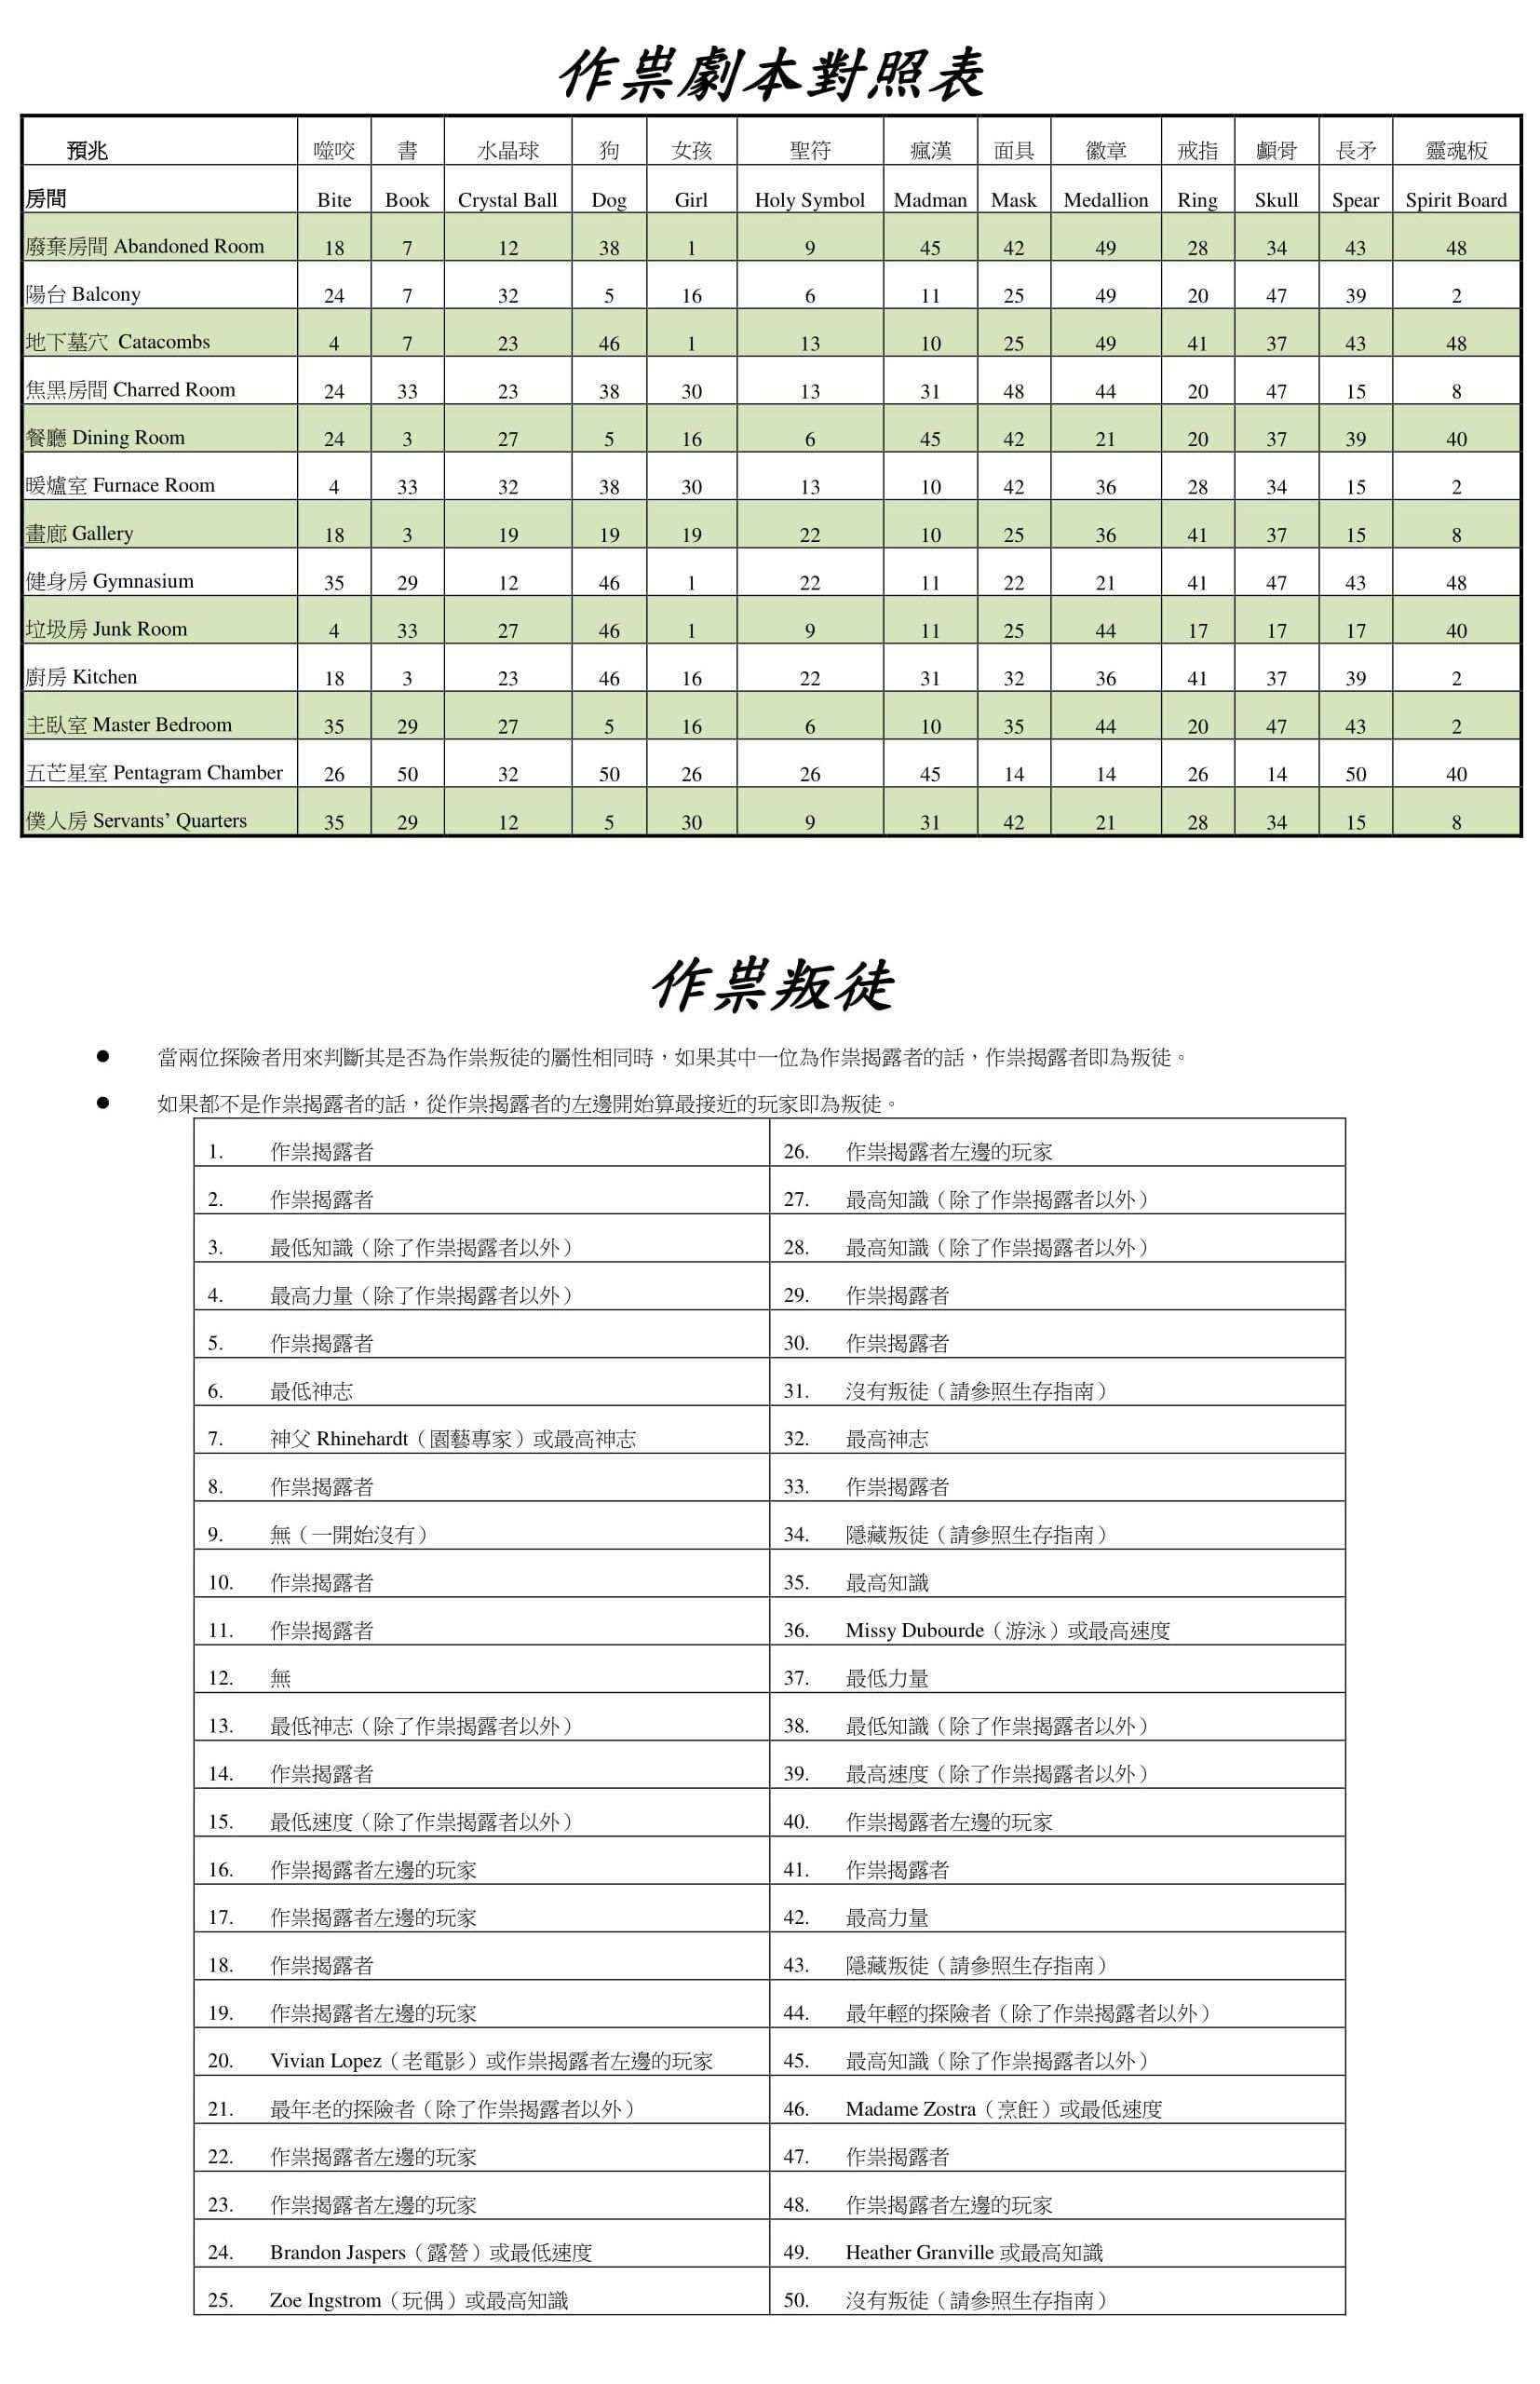 作祟劇本對照表
預兆 噬咬 書 水晶球 狗 女孩 聖符 瘋漢 面具 徽章 戒指 顱骨 長矛 靈魂板
房間 Bite Book Crystal Ball Dog Girl Holy Symbol Madman Mask Medallion Ring Skull Spear Spirit Board
廢棄房間 Abandoned Room 18 7 12 38 1 9 45 42 49 28 34 43 48
陽台 Balcony 24 7 32 5 16 6 11 25 49 20 47 39 2
地下墓穴 Catacombs 4 7 23 46 1 13 10 25 49 41 37 43 48
焦黑房間 Charred Room 24 33 23 38 30 13 31 48 44 20 47 15 8
餐廳 Dining Room 24 3 27 5 16 6 45 42 21 20 37 39 40
暖爐室 Furnace Room 4 33 32 38 30 13 10 42 36 28 34 15 2
畫廊 Gallery 18 3 19 19 19 22 10 25 36 41 37 15 8
健身房 Gymnasium 35 29 12 46 1 22 11 22 21 41 47 43 48
垃圾房 Junk Room 4 33 27 46 1 9 11 25 44 17 17 17 40
廚房 Kitchen 18 3 23 46 16 22 31 32 36 41 37 39 2
主臥室 Master Bedroom 35 29 27 5 16 6 10 35 44 20 47 43 2
五芒星室 Pentagram Chamber 26 50 32 50 26 26 45 14 14 26 14 50 40
僕人房 Servants’ Quarters 35 29 12 5 30 9 31 42 21 28 34 15 8
作祟叛徒
● 當兩位探險者用來判斷其是否為作祟叛徒的屬性相同時，如果其中一位為作祟揭露者的話，作祟揭露者即為叛徒。
● 如果都不是作祟揭露者的話，從作祟揭露者的左邊開始算最接近的玩家即為叛徒。
1. 作祟揭露者 26. 作祟揭露者左邊的玩家
2. 作祟揭露者 27. 最高知識（除了作祟揭露者以外）
3. 最低知識（除了作祟揭露者以外） 28. 最高知識（除了作祟揭露者以外）
4. 最高力量（除了作祟揭露者以外） 29. 作祟揭露者
5. 作祟揭露者 30. 作祟揭露者
6. 最低神志 31. 沒有叛徒（請參照生存指南）
7. 神父 Rhinehardt（園藝專家）或最高神志 32. 最高神志
8. 作祟揭露者 33. 作祟揭露者
9. 無（一開始沒有） 34. 隱藏叛徒（請參照生存指南）
10. 作祟揭露者 35. 最高知識
11. 作祟揭露者 36. Missy Dubourde（游泳）或最高速度
12. 無 37. 最低力量
13. 最低神志（除了作祟揭露者以外） 38. 最低知識（除了作祟揭露者以外）
14. 作祟揭露者 39. 最高速度（除了作祟揭露者以外）
15. 最低速度（除了作祟揭露者以外） 40. 作祟揭露者左邊的玩家
16. 作祟揭露者左邊的玩家 41. 作祟揭露者
17. 作祟揭露者左邊的玩家 42. 最高力量
18. 作祟揭露者 43. 隱藏叛徒（請參照生存指南）
19. 作祟揭露者左邊的玩家 44. 最年輕的探險者（除了作祟揭露者以外）
20. Vivian Lopez（老電影）或作祟揭露者左邊的玩家 45. 最高知識（除了作祟揭露者以外）
21. 最年老的探險者（除了作祟揭露者以外） 46. Madame Zostra（烹飪）或最低速度
22. 作祟揭露者左邊的玩家 47. 作祟揭露者
23. 作祟揭露者左邊的玩家 48. 作祟揭露者左邊的玩家
24. Brandon Jaspers（露營）或最低速度 49. Heather Granville 或最高知識
25. Zoe Ingstrom（玩偶）或最高知識 50. 沒有叛徒（請參照生存指南）